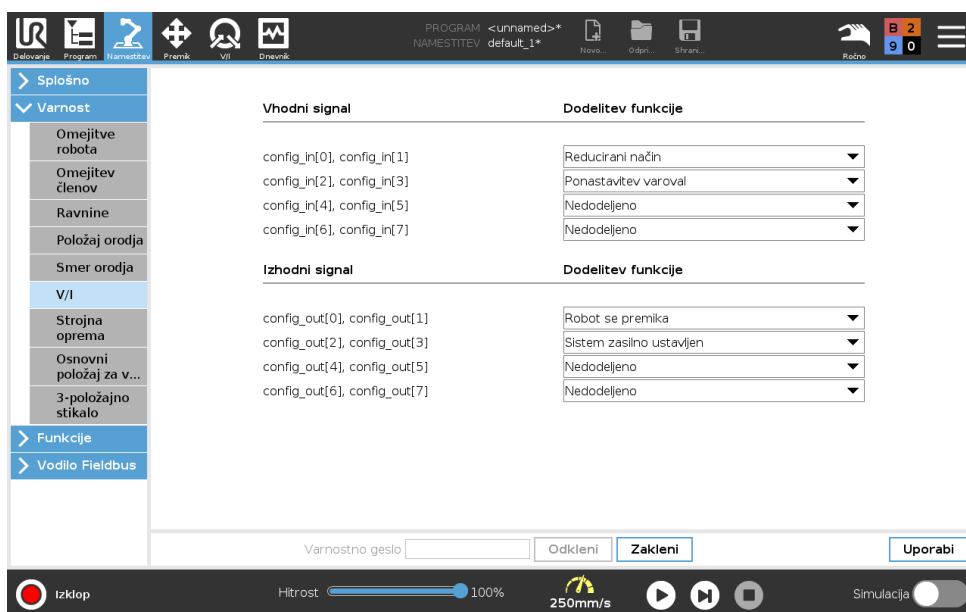 PROGRAM <unnamed>*
NAMESTITEV default_1*
UR
Delovanje Program Namestitev Premik V/I Dnevnik Novo... Odpri... Shrani... Ročno
B 2
9 0
Splošno
Varnost
Omejitve
robota
Omejitev
členov
Ravnine
Položaj orodja
Smer orodja
V/I
Strojna
oprema
Osnovni
položaj za v...
3-položajno
stikalo
Funkcije
Vodilo Fieldbus
Vhodni signal Dodelitev funkcije
config_in[0], config_in[1] Reducirani način
config_in[2], config_in[3] Ponastavitev varoval
config_in[4], config_in[5] Nedodeljeno
config_in[6], config_in[7] Nedodeljeno
Izhodni signal Dodelitev funkcije
config_out[0], config_out[1] Robot se premika
config_out[2], config_out[3] Sistem zasilno ustavljen
config_out[4], config_out[5] Nedodeljeno
config_out[6], config_out[7] Nedodeljeno
Varnostno geslo Odkleni Zakleni Uporabi
Izklop Hitrost 100% 250mm/s Simulacija